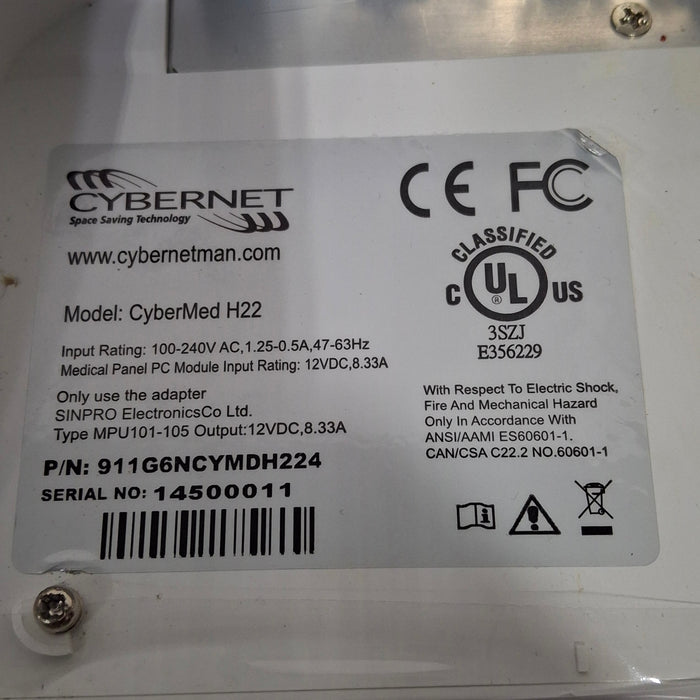 CYBERNET
Space Saving Technology
www.cybernetman.com
Model: CyberMed H22
Input Rating: 100-240V AC,1.25-0.5A,47-63Hz
Medical Panel PC Module Input Rating: 12VDC,8.33A
Only use the adapter
SINPRO ElectronicsCo Ltd.
Type MPU101-105 Output:12VDC,8.33A
P/N: 911G6NCYMDH224
SERIAL NO: 14500011
CE FC
CLASSIFIED
C UL ® US
3SZJ
E356229
With Respect To Electric Shock,
Fire And Mechanical Hazard
Only In Accordance With
ANSI/AAMI ES60601-1.
CAN/CSA C22.2 NO.60601-1